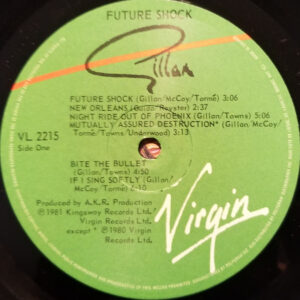 FUTURE SHOCK
Gillan
FUTURE SHOCK (Gillan/McCoy/Tormé) 3:06
NEW ORLEANS (Guida/Royster) 2:37
NIGHT RIDE OUT OF PHOENIX (Gillan/Towns) 5
MUTUALLY ASSURED DESTRUCTION* (Gillan/McCoy/
Tormé/Towns/Underwood) 3:13
VL 2215
Side One
BITE THE BULLET
(Gillan/Towns) 4:50
IF I SING SOFTLY (Gillan/
McCoy/Tormé) 6:10
Produced by A.K.R. Production
©1981 Kingsway Records Ltd.
Virgin Records Ltd.
except * ©1980 Virgin
Records Ltd.
Virgin